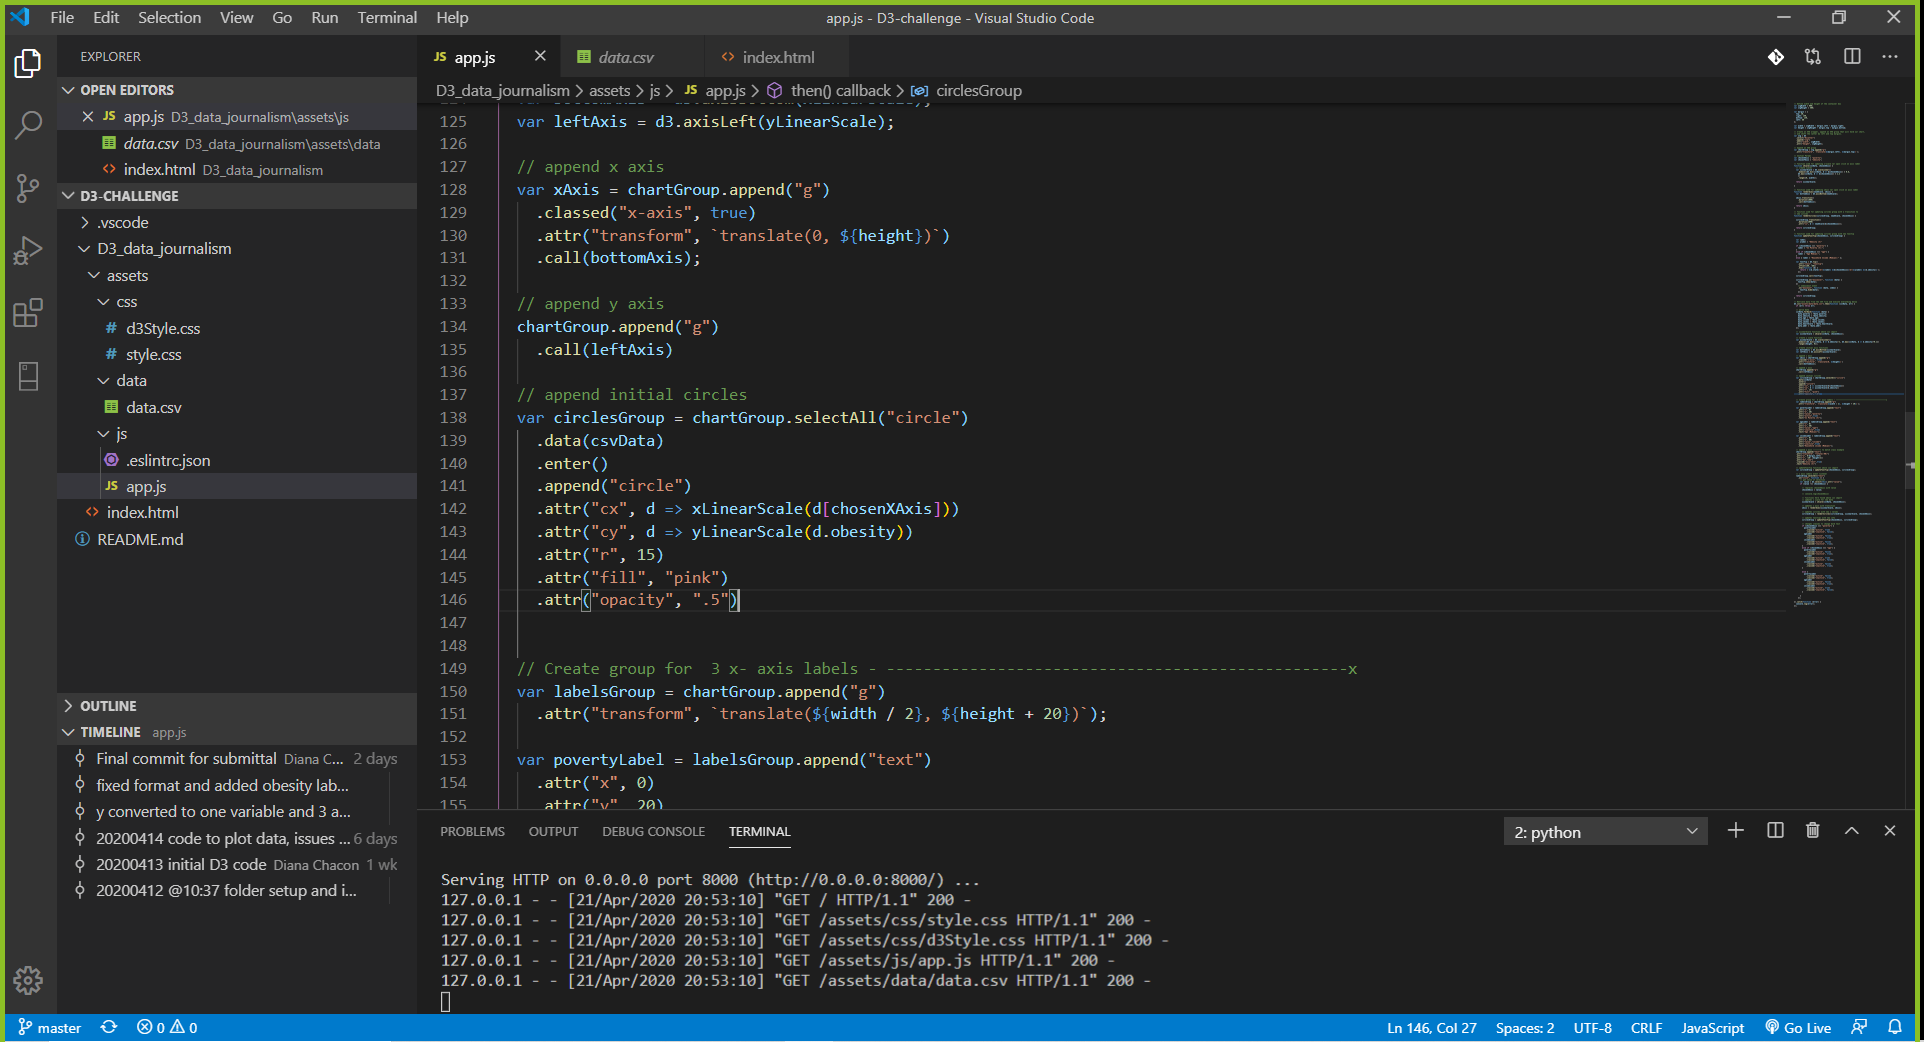 File Edit Selection View Go Run Terminal Help
app.js - D3-challenge - Visual Studio Code
EXPLORER
OPEN EDITORS
JS app.js D3_data_journalism\assets\js
data.csv D3_data_journalism\assets\data
<> index.html D3_data_journalism
D3-CHALLENGE
.vscode
D3_data_journalism
assets
css
# d3Style.css
# style.css
data
data.csv
js
.eslintrc.json
JS app.js
<> index.html
README.md
OUTLINE
TIMELINE app.js
Final commit for submittal Diana C... 2 days
fixed format and added obesity lab...
y converted to one variable and 3 a...
20200414 code to plot data, issues ... 6 days
20200413 initial D3 code Diana Chacon 1 wk
20200412 @10:37 folder setup and i...
JS app.js
data.csv
<> index.html
D3_data_journalism > assets > js > JS app.js > then() callback > circlesGroup
125 var leftAxis = d3.axisLeft(yLinearScale);
126
127 // append x axis
128 var xAxis = chartGroup.append("g")
129 .classed("x-axis", true)
130 .attr("transform", `translate(0, ${height})`)
131 .call(bottomAxis);
132
133 // append y axis
134 chartGroup.append("g")
135 .call(leftAxis)
136
137 // append initial circles
138 var circlesGroup = chartGroup.selectAll("circle")
139 .data(csvData)
140 .enter()
141 .append("circle")
142 .attr("cx", d => xLinearScale(d[chosenXAxis]))
143 .attr("cy", d => yLinearScale(d.obesity))
144 .attr("r", 15)
145 .attr("fill", "pink")
146 .attr("opacity", ".5")
147
148
149 // Create group for  3 x- axis labels - --------------------------------------------------x
150 var labelsGroup = chartGroup.append("g")
151 .attr("transform", `translate(${width / 2}, ${height + 20})`);
152
153 var povertyLabel = labelsGroup.append("text")
154 .attr("x", 0)
155 .attr("y", 20)
PROBLEMS OUTPUT DEBUG CONSOLE TERMINAL
2: python
Serving HTTP on 0.0.0.0 port 8000 (http://0.0.0.0:8000/) ...
127.0.0.1 - - [21/Apr/2020 20:53:10] "GET / HTTP/1.1" 200 -
127.0.0.1 - - [21/Apr/2020 20:53:10] "GET /assets/css/style.css HTTP/1.1" 200 -
127.0.0.1 - - [21/Apr/2020 20:53:10] "GET /assets/css/d3Style.css HTTP/1.1" 200 -
127.0.0.1 - - [21/Apr/2020 20:53:10] "GET /assets/js/app.js HTTP/1.1" 200 -
127.0.0.1 - - [21/Apr/2020 20:53:10] "GET /assets/data/data.csv HTTP/1.1" 200 -
master 0 0
Ln 146, Col 27 Spaces: 2 UTF-8 CRLF JavaScript Go Live